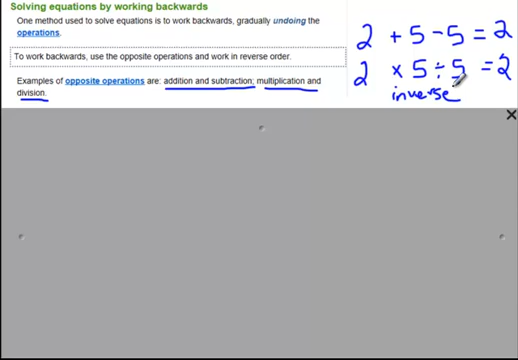 Solving equations by working backwards
One method used to solve equations is to work backwards, gradually undoing the
operations.
To work backwards, use the opposite operations and work in reverse order.
Examples of opposite operations are: addition and subtraction; multiplication and
division.
2 + 5 - 5 = 2
2 × 5 ÷ 5 = 2
inverse